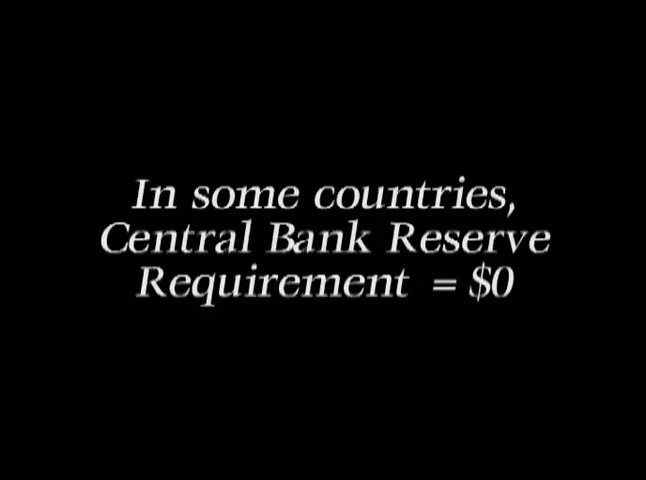 In some countries,
Central Bank Reserve
Requirement = $0